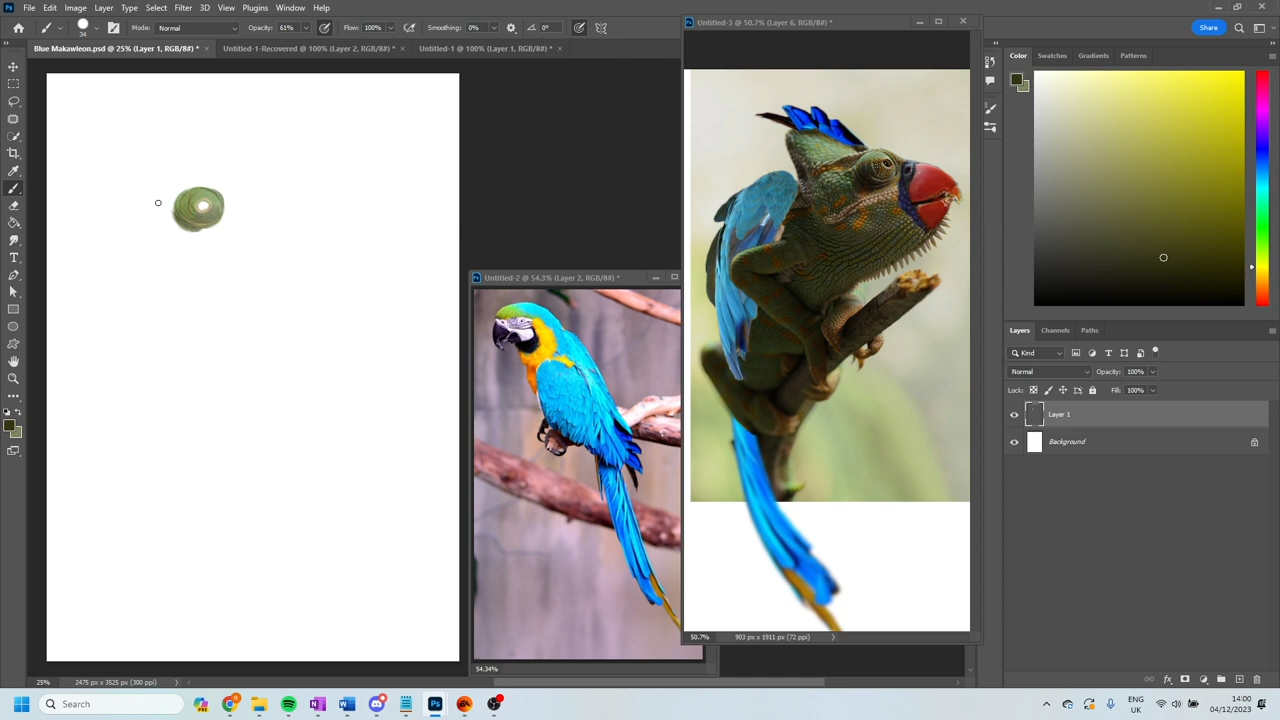 File Edit Image Layer Type Select Filter 3D View Plugins Window Help
34 Mode: Normal Opacity: 61% Flow: 100% Smoothing: 0% 0° Share
Blue Makawleon.psd @ 25% (Layer 1, RGB/8#) * × Untitled-1-Recovered @ 100% (Layer 2, RGB/8#) * × Untitled-1 @ 100% (Layer 1, RGB/8#) * ×
Untitled-3 @ 50.7% (Layer 6, RGB/8#) *
Untitled-2 @ 54.3% (Layer 2, RGB/8#) *
54.34%
50.7% 903 px x 1911 px (72 ppi)
25% 2475 px x 3525 px (300 ppi)
Color Swatches Gradients Patterns
Layers Channels Paths
Kind
Normal Opacity: 100%
Lock: Fill: 100%
Layer 1
Background
Search
ENG
UK
14:00
04/12/2023